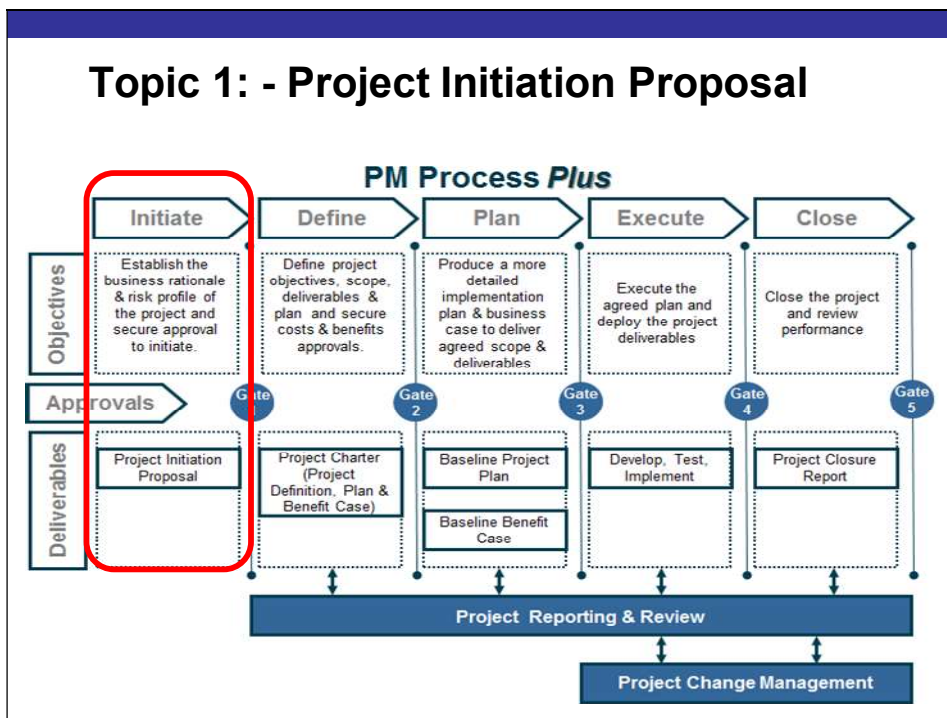 Topic 1: - Project Initiation Proposal
PM Process Plus
Initiate
Define
Plan
Execute
Close
Objectives
Establish the
business rationale
& risk profile of
the project and
secure approval
to initiate.
Define project
objectives, scope,
deliverables &
plan and secure
costs & benefits
approvals.
Produce a more
detailed
implementation
plan & business
case to deliver
agreed scope &
deliverables
Execute the
agreed plan and
deploy the project
deliverables
Close the project
and review
performance
Approvals
Gate
Gate
2
Gate
3
Gate
4
Gate
5
Deliverables
Project Initiation
Proposal
Project Charter
(Project
Definition, Plan &
Benefit Case)
Baseline Project
Plan
Baseline Benefit
Case
Develop, Test,
Implement
Project Closure
Report
Project Reporting & Review
Project Change Management